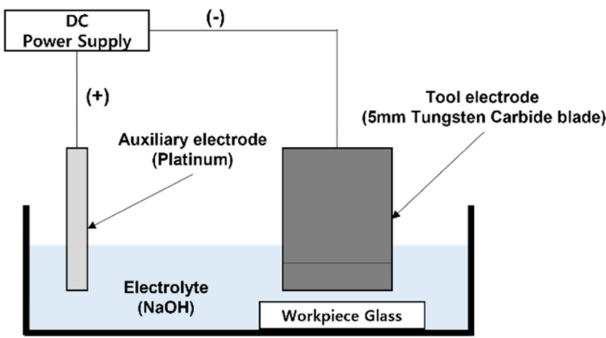 DC
Power Supply
(-)
(+)
Tool electrode
(5mm Tungsten Carbide blade)
Auxiliary electrode
(Platinum)
Electrolyte
(NaOH)
Workpiece Glass